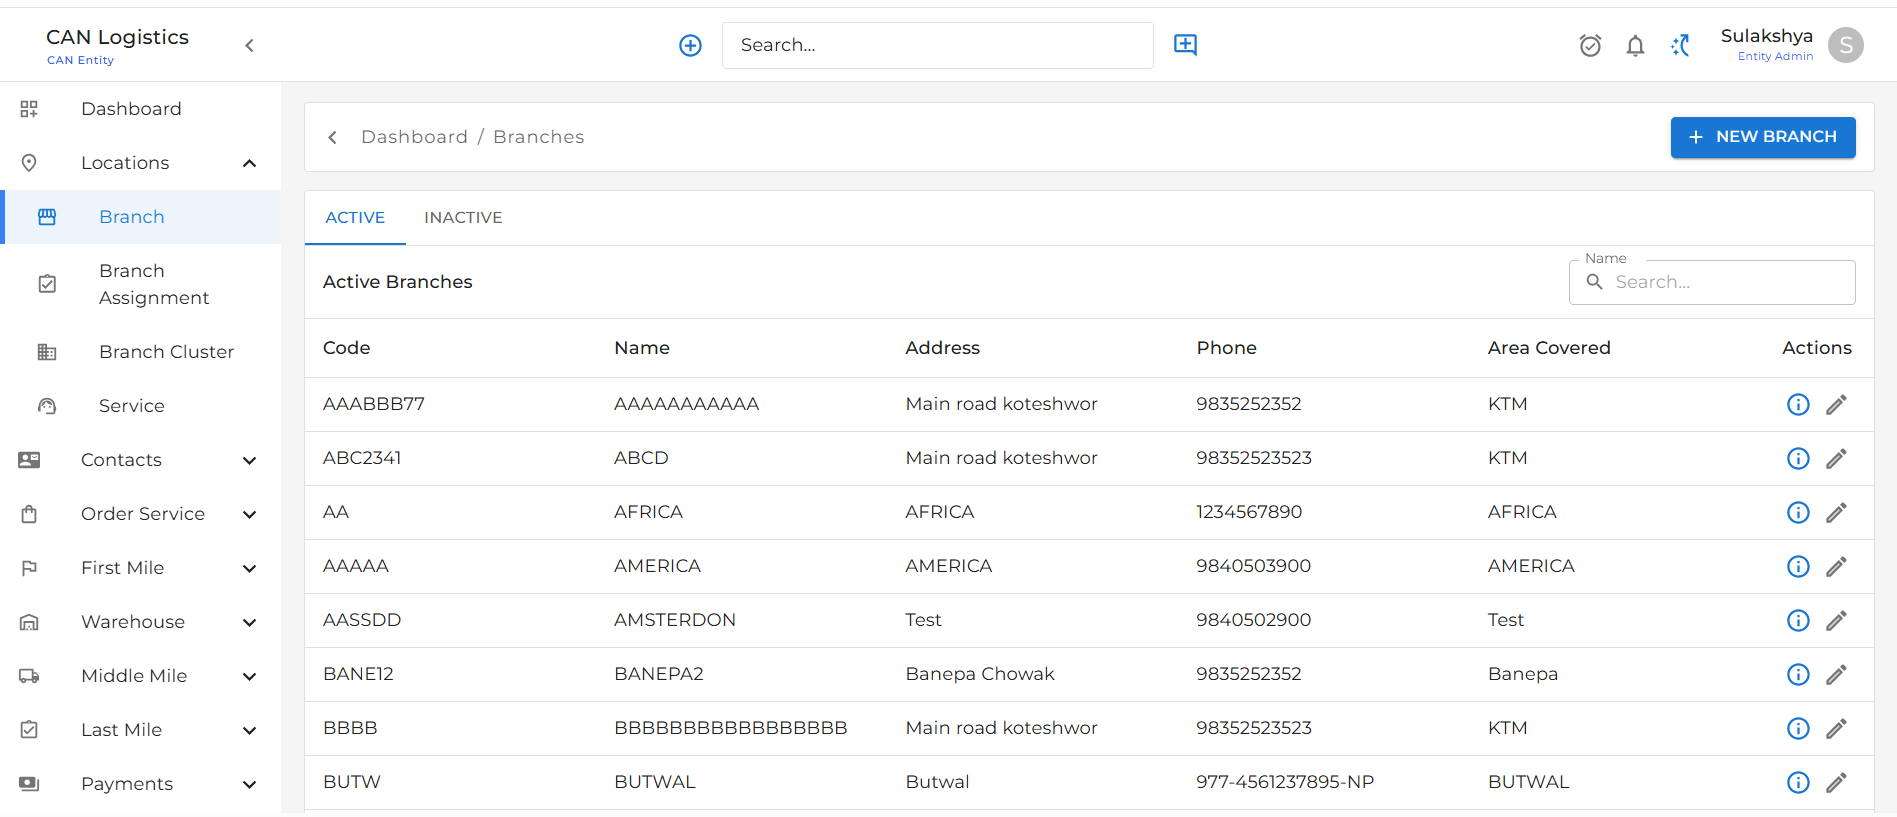 CAN Logistics
CAN Entity
Search...
Sulakshya
Entity Admin
S
Dashboard
Locations
Branch
Branch
Assignment
Branch Cluster
Service
Contacts
Order Service
First Mile
Warehouse
Middle Mile
Last Mile
Payments
Dashboard / Branches
NEW BRANCH
ACTIVE INACTIVE
Active Branches
Name
Search...
Code Name Address Phone Area Covered Actions
AAABBB77 AAAAAAAAAAA Main road koteshwor 9835252352 KTM
ABC2341 ABCD Main road koteshwor 98352523523 KTM
AA AFRICA AFRICA 1234567890 AFRICA
AAAAA AMERICA AMERICA 9840503900 AMERICA
AASSDD AMSTERDON Test 9840502900 Test
BANE12 BANEPA2 Banepa Chowak 9835252352 Banepa
BBBB BBBBBBBBBBBBBBBBB Main road koteshwor 98352523523 KTM
BUTW BUTWAL Butwal 977-4561237895-NP BUTWAL